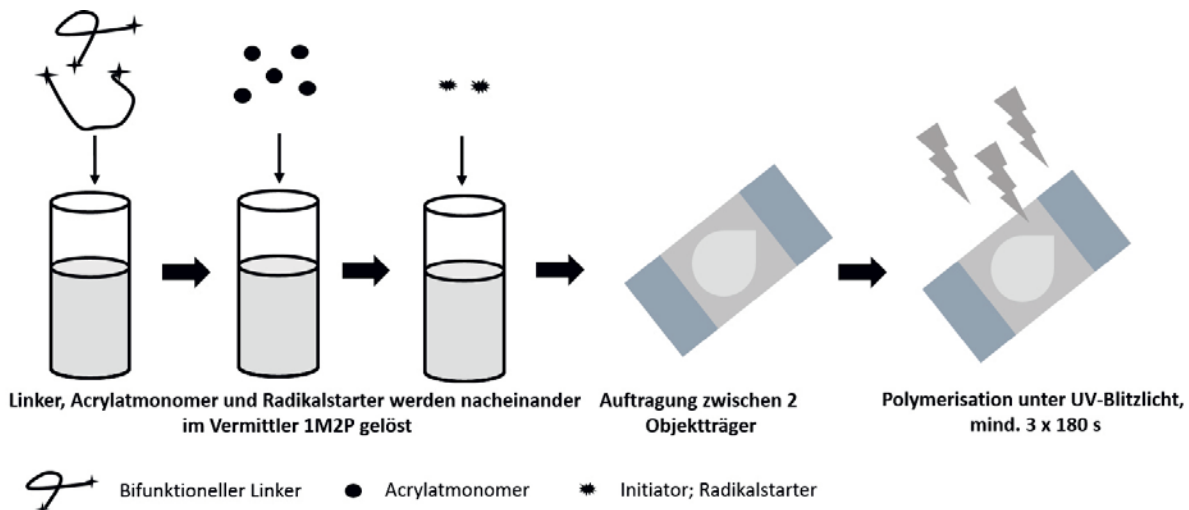 Linker, Acrylatmonomer und Radikalstarter werden nacheinander
im Vermittler 1M2P gelöst
Auftragung zwischen 2
Objektträger
Polymerisation unter UV-Blitzlicht,
mind. 3 x 180 s
Bifunktioneller Linker
Acrylatmonomer
Initiator; Radikalstarter